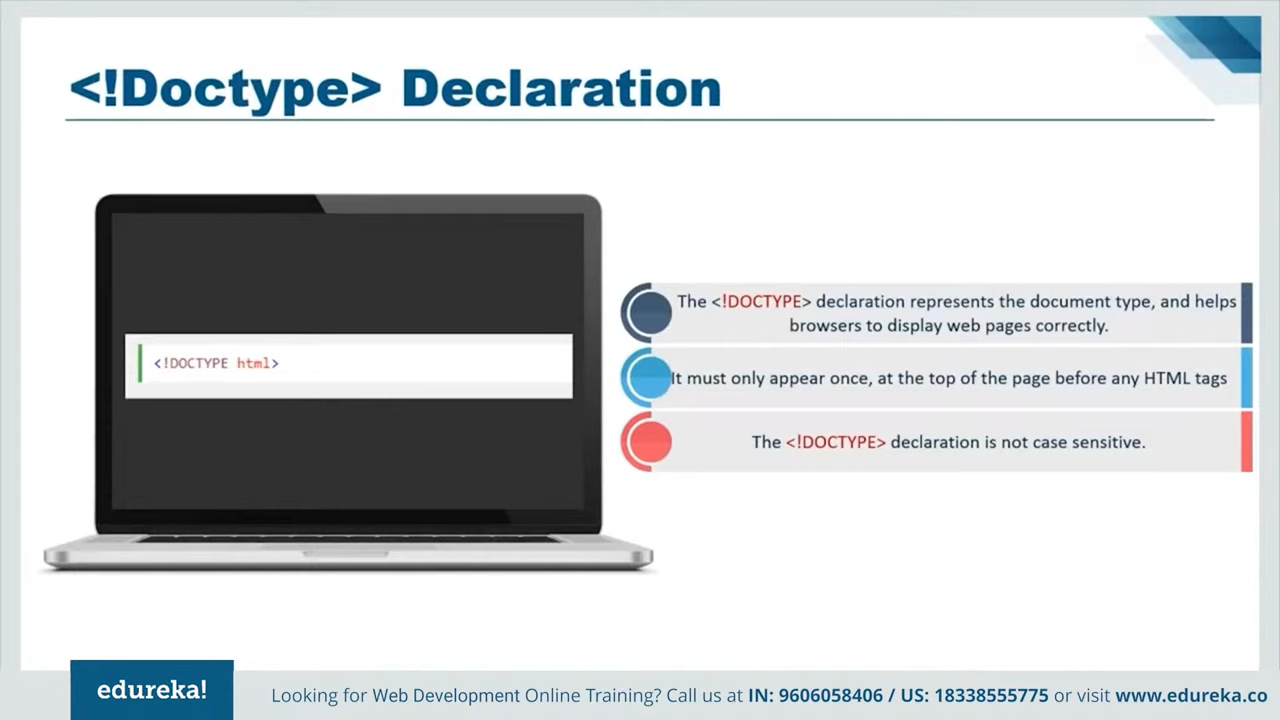 <!Doctype> Declaration
<!DOCTYPE html>
The <!DOCTYPE> declaration represents the document type, and helps
browsers to display web pages correctly.
It must only appear once, at the top of the page before any HTML tags
The <!DOCTYPE> declaration is not case sensitive.
edureka!
Looking for Web Development Online Training? Call us at IN: 9606058406 / US: 18338555775 or visit www.edureka.co